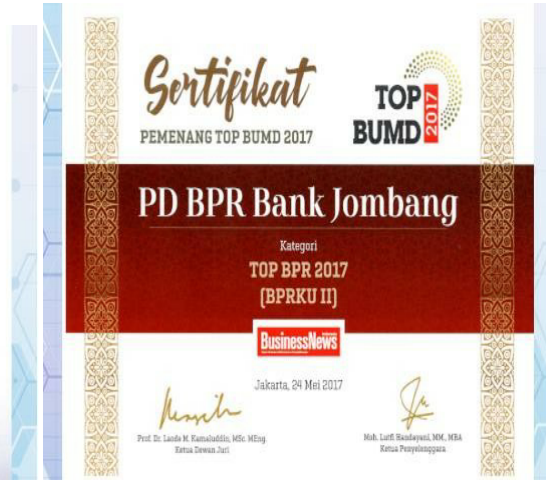 Sertifikat
PEMENANG TOP BUMD 2017
TOP
BUMD
2017
PD BPR Bank Jombang
Kategori
TOP BPR 2017
(BPRKU II)
BusinessNews
Jakarta, 24 Mei 2017
Prof. Dr. Laode M. Kamaluddin, MSc. MEng.
Ketua Dewan Juri
Moh. Lutfi Handayani, MM., MBA
Ketua Penyelenggara